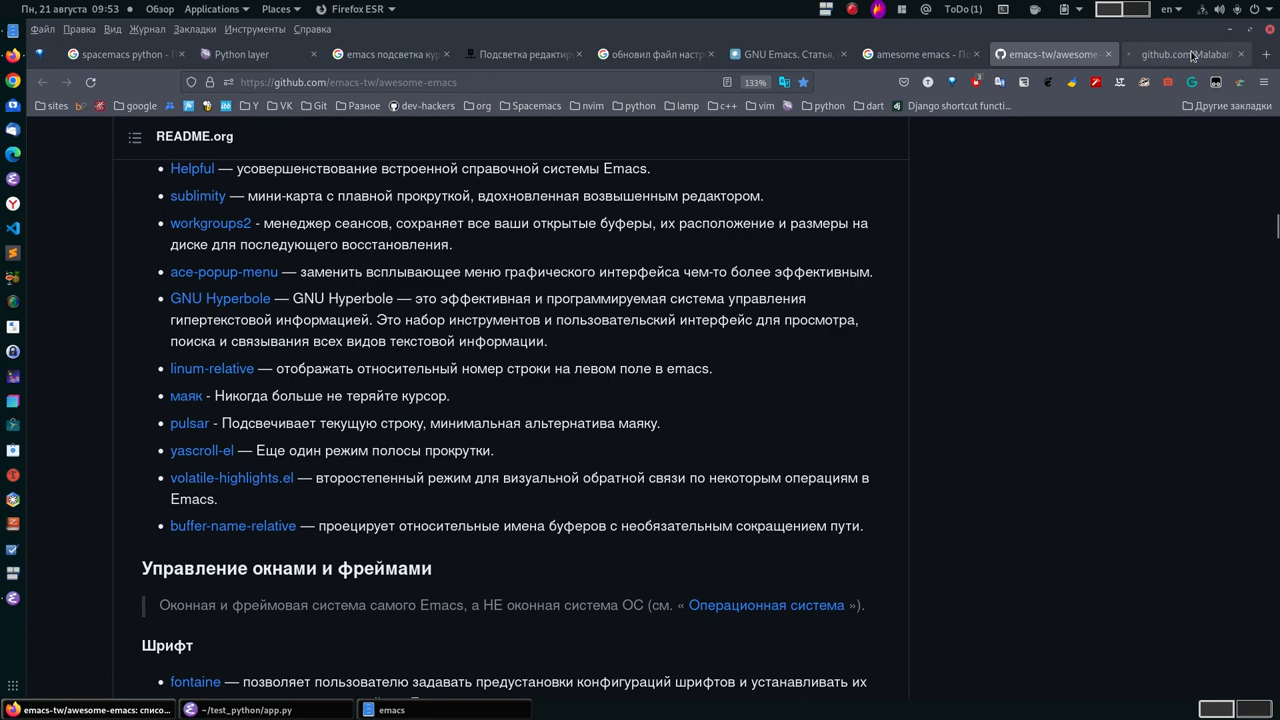 Пн, 21 августа 09:53 Обзор Applications Places Firefox ESR ToDo (1) en
Файл Правка Вид Журнал Закладки Инструменты Справка
spacemacs python - П
Python layer
emacs подсветка кур
Подсветка редактир
обновил файл настр
GNU Emacs. Статья,
amesome emacs - По
emacs-tw/awesome-
github.com/Malabar
https://github.com/emacs-tw/awesome-emacs 133%
sites google Y VK Git Разное dev-hackers org Spacemacs nvim python lamp c++ vim python dart Django shortcut functi... Другие закладки
README.org
Helpful — усовершенствование встроенной справочной системы Emacs.
sublimity — мини-карта с плавной прокруткой, вдохновленная возвышенным редактором.
workgroups2 - менеджер сеансов, сохраняет все ваши открытые буферы, их расположение и размеры на
диске для последующего восстановления.
ace-popup-menu — заменить всплывающее меню графического интерфейса чем-то более эффективным.
GNU Hyperbole — GNU Hyperbole — это эффективная и программируемая система управления
гипертекстовой информацией. Это набор инструментов и пользовательский интерфейс для просмотра,
поиска и связывания всех видов текстовой информации.
linum-relative — отображать относительный номер строки на левом поле в emacs.
маяк - Никогда больше не теряйте курсор.
pulsar - Подсвечивает текущую строку, минимальная альтернатива маяку.
yascroll-el — Еще один режим полосы прокрутки.
volatile-highlights.el — второстепенный режим для визуальной обратной связи по некоторым операциям в
Emacs.
buffer-name-relative — проецирует относительные имена буферов с необязательным сокращением пути.
Управление окнами и фреймами
Оконная и фреймовая система самого Emacs, а НЕ оконная система ОС (см. « Операционная система »).
Шрифт
fontaine — позволяет пользователю задавать предустановки конфигураций шрифтов и устанавливать их
emacs-tw/awesome-emacs: списо... ~/test_python/app.py emacs